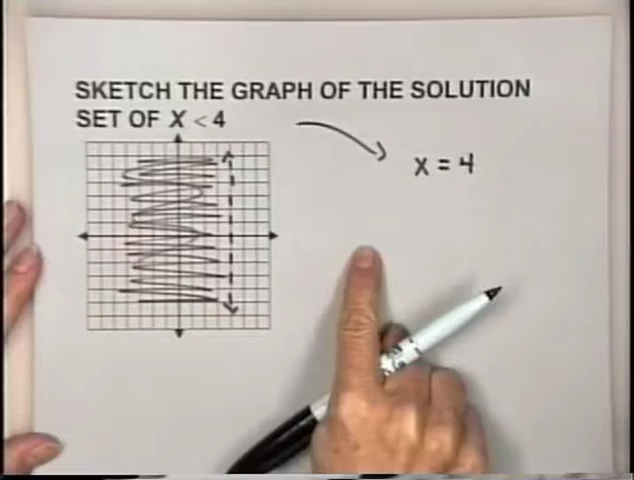 SKETCH THE GRAPH OF THE SOLUTION
SET OF X < 4
x = 4